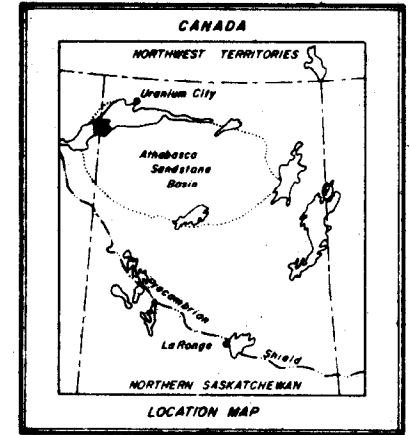 CANADA
NORTHWEST TERRITORIES
Uranium City
Athabasca
Sandstone
Basin
Precambrian
La Ronge
Shield
NORTHERN SASKATCHEWAN
LOCATION MAP